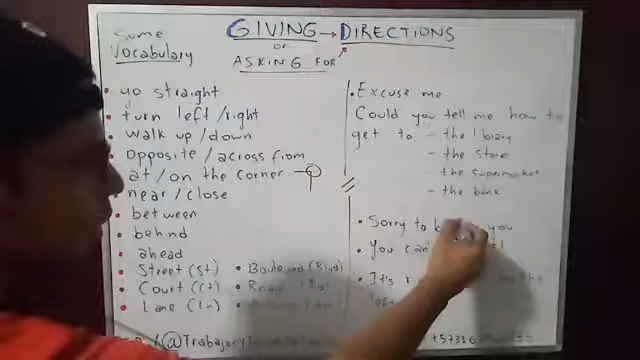 Some
Vocabulary
GIVING → DIRECTIONS
or
ASKING FOR
• go straight
• turn left/right
• walk up/down
opposite/across from
• at/on the corner
• near/close
• between
• behind
• ahead
• Street (St)
• Court (Ct)
• Lane (ln)
• Boulevard (Blvd)
• Road (Rd)
• Excuse me
Could you tell me how to
get to - the library
- the store
- the supermarket
- the bank
• Sorry to you
• You can't
• It's